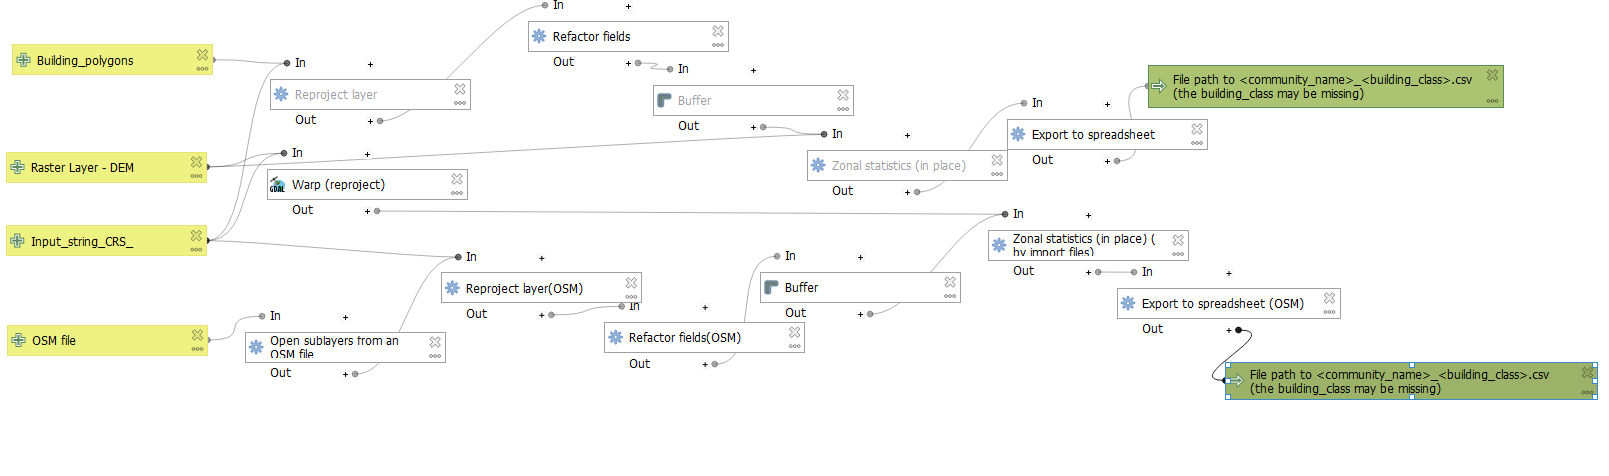 In +
Refactor fields
Out +
Building_polygons
In +
Reproject layer
Out +
In +
Buffer
Out +
File path to <community_name>_<building_class>.csv
(the building_class may be missing)
In +
Export to spreadsheet
Out +
In +
Zonal statistics (in place)
Out +
Raster Layer - DEM
In +
GDAL
Warp (reproject)
Out +
Input_string_CRS_
In +
Zonal statistics (in place) (
by import files)
Out +
In +
Reproject layer(OSM)
Out +
In +
Buffer
Out +
In +
Export to spreadsheet (OSM)
Out +
OSM file
In +
Open sublayers from an
OSM file
Out +
In +
Refactor fields(OSM)
Out +
File path to <community_name>_<building_class>.csv
(the building_class may be missing)